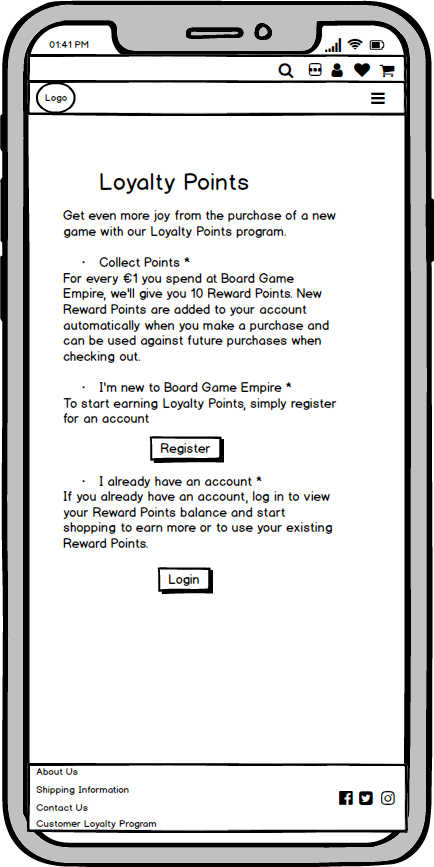 01:41 PM
Logo
Loyalty Points
Get even more joy from the purchase of a new
game with our Loyalty Points program.
· Collect Points *
For every €1 you spend at Board Game
Empire, we'll give you 10 Reward Points. New
Reward Points are added to your account
automatically when you make a purchase and
can be used against future purchases when
checking out.
· I'm new to Board Game Empire *
To start earning Loyalty Points, simply register
for an account
Register
· I already have an account *
If you already have an account, log in to view
your Reward Points balance and start
shopping to earn more or to use your existing
Reward Points.
Login
About Us
Shipping Information
Contact Us
Customer Loyalty Program